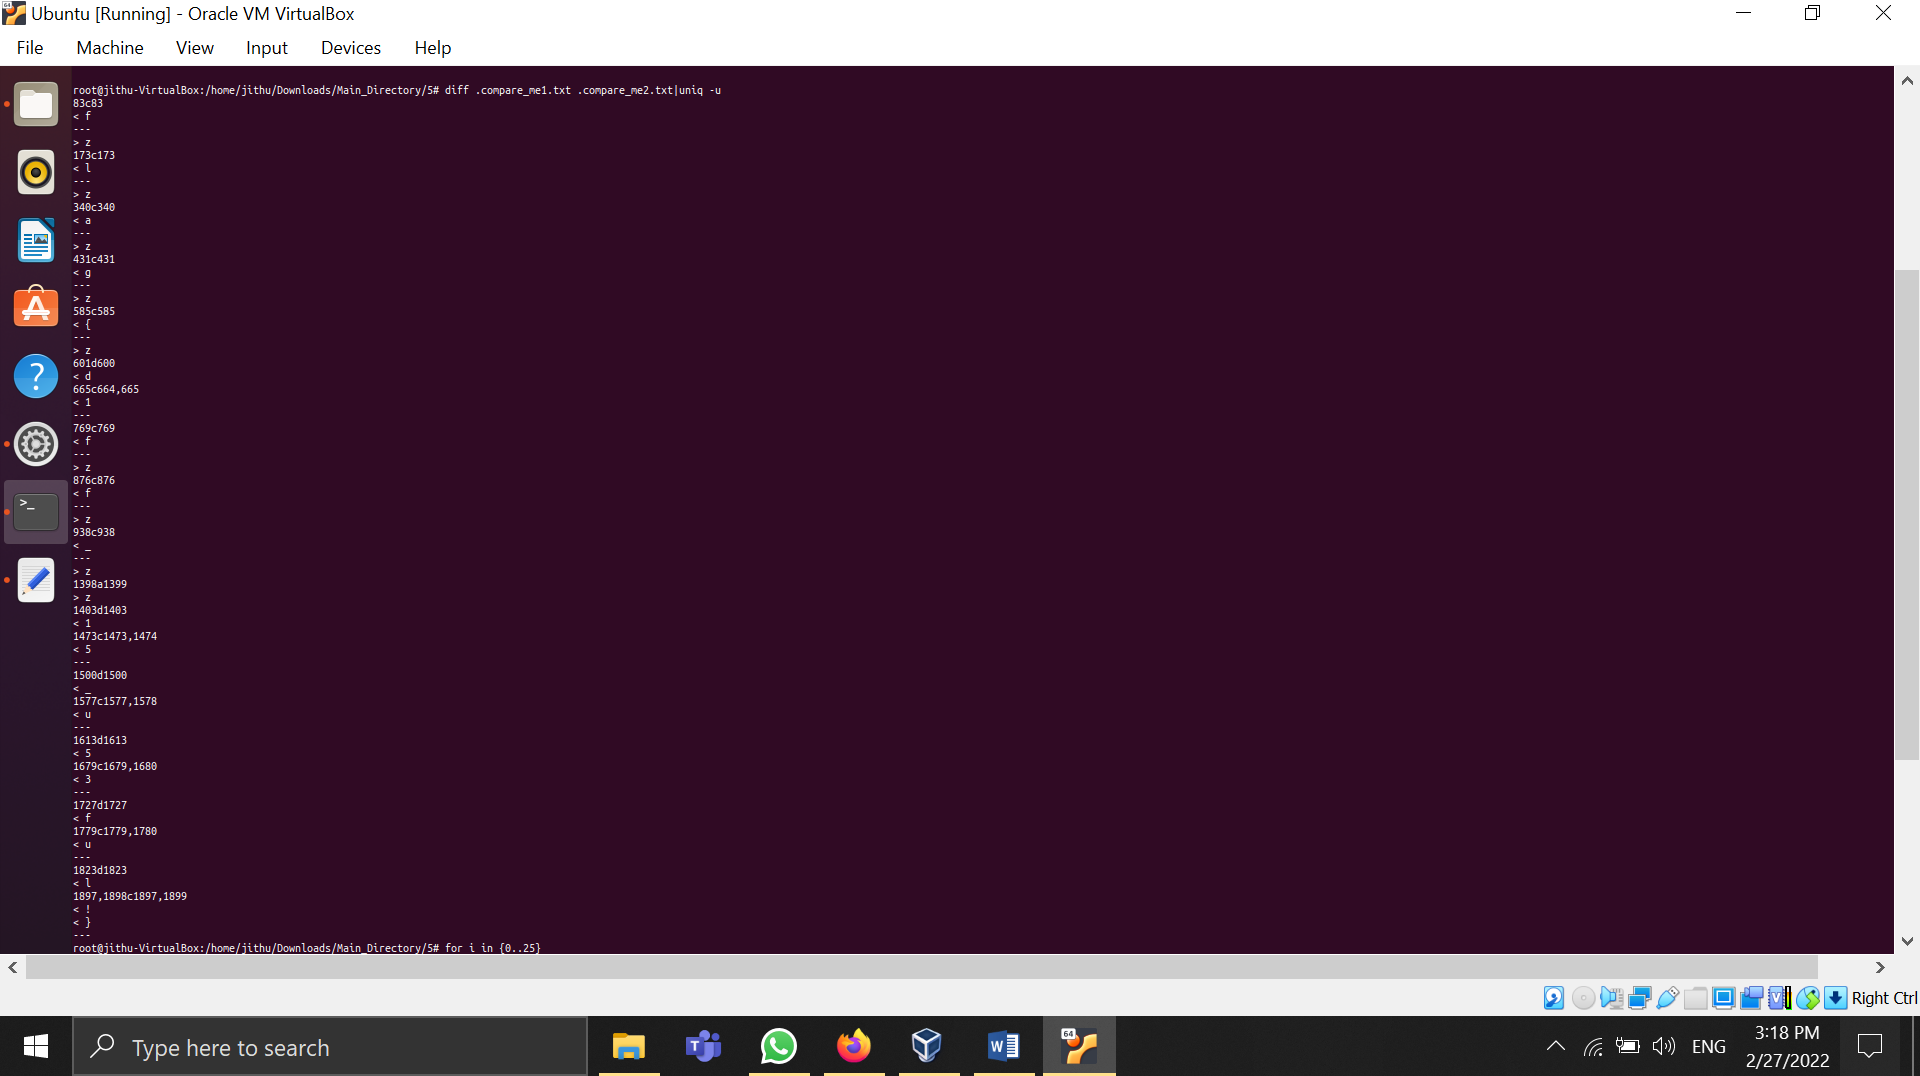 Ubuntu [Running] - Oracle VM VirtualBox
File Machine View Input Devices Help
root@jithu-VirtualBox:/home/jithu/Downloads/Main_Directory/5# diff .compare_me1.txt .compare_me2.txt|uniq -u
83c83
< f
---
> z
173c173
< l
---
> z
340c340
< a
---
> z
431c431
< g
---
> z
585c585
< {
---
> z
601d600
< d
665c664,665
< 1
---
769c769
< f
---
> z
876c876
< f
---
> z
938c938
< _
---
> z
1398a1399
> z
1403d1403
< 1
1473c1473,1474
< 5
---
1500d1500
< _
1577c1577,1578
< u
---
1613d1613
< 5
1679c1679,1680
< 3
---
1727d1727
< f
1779c1779,1780
< u
---
1823d1823
< l
1897,1898c1897,1899
< !
< }
---
root@jithu-VirtualBox:/home/jithu/Downloads/Main_Directory/5# for i in {0..25}
Right Ctrl
Type here to search
ENG
3:18 PM
2/27/2022